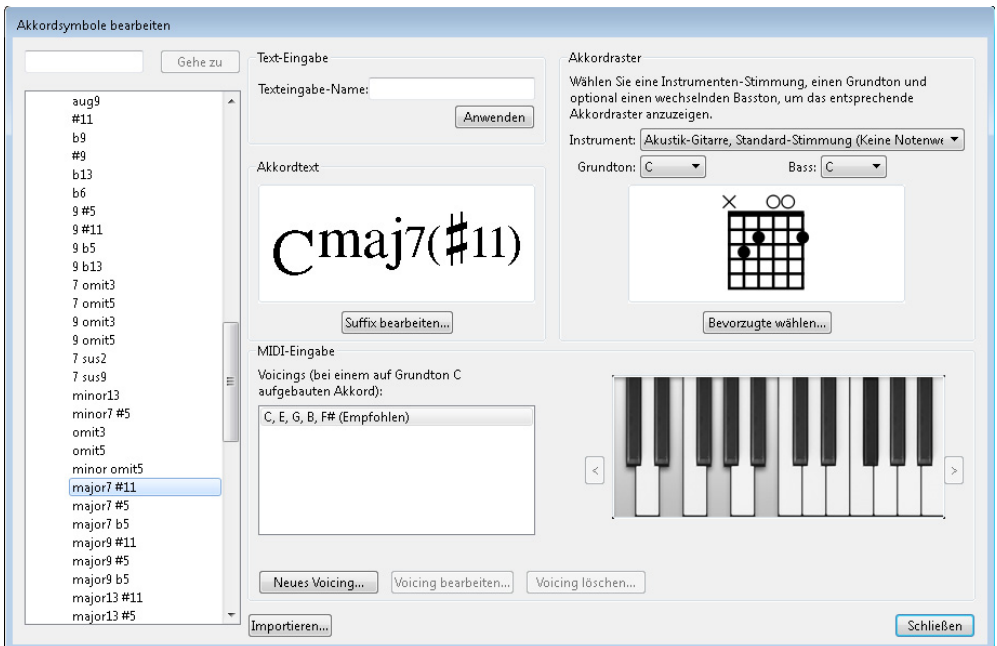 Akkordsymbole bearbeiten
Gehe zu
aug9
#11
b9
#9
b13
b6
9 #5
9 #11
9 b5
9 b13
7 omit3
7 omit5
9 omit3
9 omit5
7 sus2
7 sus9
minor13
minor7 #5
omit3
omit5
minor omit5
major7 #11
major7 #5
major7 b5
major9 #11
major9 #5
major9 b5
major13 #11
major13 #5
Text-Eingabe
Texteingabe-Name:
Anwenden
Akkordtext
Cmaj7(♯11)
Suffix bearbeiten...
Akkordraster
Wählen Sie eine Instrumenten-Stimmung, einen Grundton und
optional einen wechselnden Basston, um das entsprechende
Akkordraster anzuzeigen.
Instrument: Akustik-Gitarre, Standard-Stimmung (Keine Notenwe
Grundton: C Bass: C
X OO
Bevorzugte wählen...
MIDI-Eingabe
Voicings (bei einem auf Grundton C
aufgebauten Akkord):
C, E, G, B, F# (Empfohlen)
< >
Neues Voicing... Voicing bearbeiten... Voicing löschen...
Importieren... Schließen